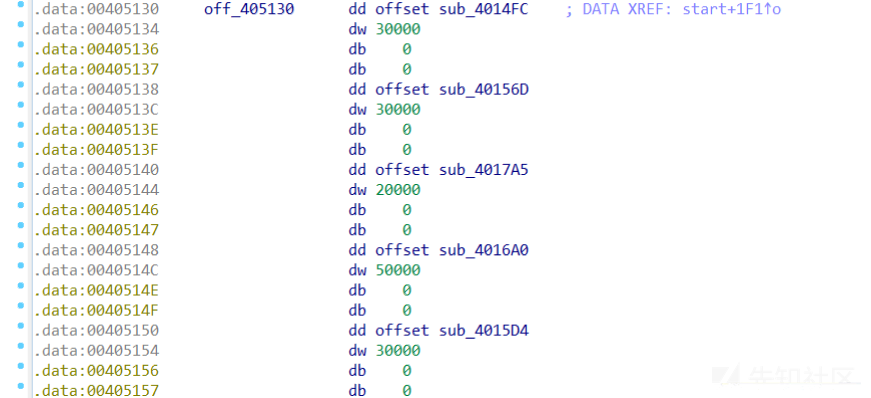 .data:00405130 off_405130 dd offset sub_4014FC ; DATA XREF: start+1F1↑o
.data:00405134 dw 30000
.data:00405136 db 0
.data:00405137 db 0
.data:00405138 dd offset sub_40156D
.data:0040513C dw 30000
.data:0040513E db 0
.data:0040513F db 0
.data:00405140 dd offset sub_4017A5
.data:00405144 dw 20000
.data:00405146 db 0
.data:00405147 db 0
.data:00405148 dd offset sub_4016A0
.data:0040514C dw 50000
.data:0040514E db 0
.data:0040514F db 0
.data:00405150 dd offset sub_4015D4
.data:00405154 dw 30000
.data:00405156 db 0
.data:00405157 db 0
先知社区